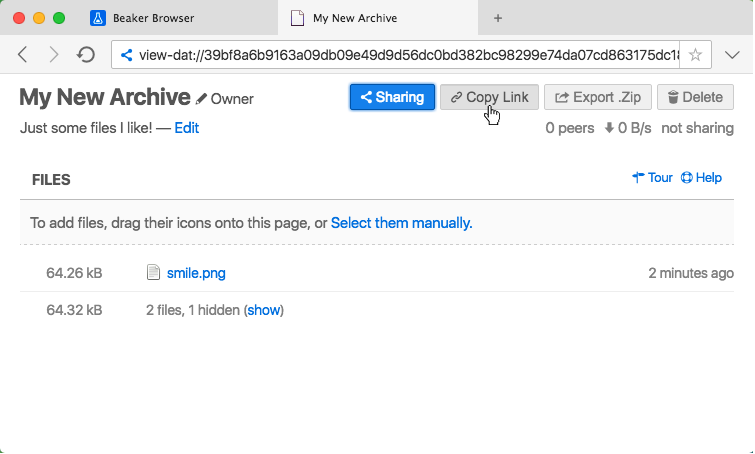 Beaker Browser
My New Archive
view-dat://39bf8a6b9163a09db09e49d9d56dc0bd382bc98299e74da07cd863175dc18
My New Archive Owner Sharing Copy Link Export .Zip Delete
Just some files I like! — Edit 0 peers 0 B/s not sharing
FILES Tour Help
To add files, drag their icons onto this page, or Select them manually.
64.26 kB smile.png 2 minutes ago
64.32 kB 2 files, 1 hidden (show)